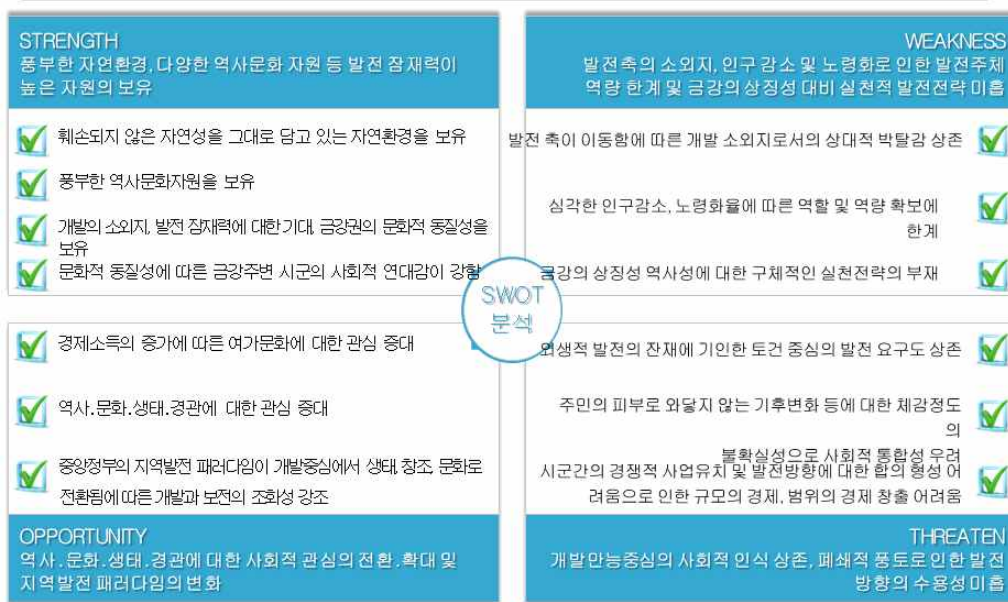 STRENGTH
풍부한 자연환경, 다양한 역사문화 자원 등 발전 잠재력이
높은 자원의 보유
훼손되지 않은 자연성을 그대로 담고 있는 자연환경을 보유
풍부한 역사문화자원을 보유
개발의 소외지, 발전 잠재력에 대한 기대, 금강권의 문화적 동질성을
보유
문화적 동질성에 따른 금강주변 시군의 사회적 연대감이 강함
WEAKNESS
발전축의 소외지, 인구 감소 및 노령화로 인한 발전주체
역량 한계 및 금강의 상징성 대비 실천적 발전전략 미흡
발전 축이 이동함에 따른 개발 소외지로서의 상대적 박탈감 상존
심각한 인구감소, 노령화율에 따른 역할 및 역량 확보에
한계
금강의 상징성 역사성에 대한 구체적인 실천전략의 부재
SWOT
분석
경제소득의 증가에 따른 여가문화에 대한 관심 증대
역사.문화.생태.경관에 대한 관심 증대
중앙정부의 지역발전 패러다임이 개발중심에서 생태, 창조, 문화로
전환됨에 따른 개발과 보전의 조화성 강조
OPPORTUNITY
역사.문화.생태.경관에 대한 사회적 관심의 전환.확대 및
지역발전 패러다임의 변화
외생적 발전의 잔재에 기인한 토건 중심의 발전 요구도 상존
주민의 피부로 와닿지 않는 기후변화 등에 대한 체감정도
의
불확실성으로 사회적 통합성 우려
시군간의 경쟁적 사업유치 및 발전방향에 대한 합의 형성 어
려움으로 인한 규모의 경제, 범위의 경제 창출 어려움
THREATEN
개발만능중심의 사회적 인식 상존, 폐쇄적 풍토로 인한 발전
방향의 수용성 미흡